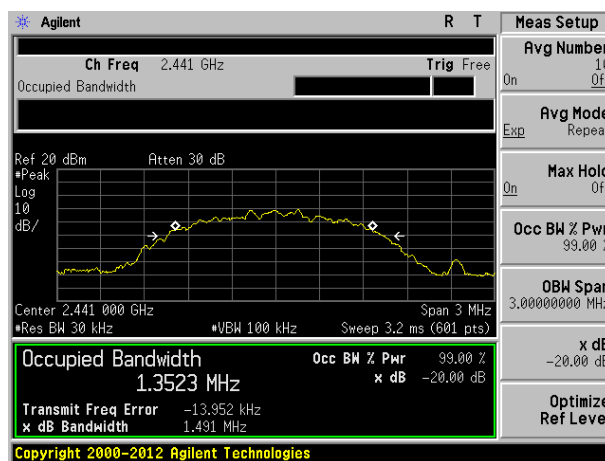 Agilent R T
Ch Freq 2.441 GHz Trig Free
Occupied Bandwidth
Ref 20 dBm Atten 30 dB
#Peak
Log
10
dB/
Center 2.441 000 GHz Span 3 MHz
#Res BW 30 kHz #VBW 100 kHz Sweep 3.2 ms (601 pts)
Occupied Bandwidth Occ BW % Pwr 99.00 %
1.3523 MHz x dB -20.00 dB
Transmit Freq Error -13.952 kHz
x dB Bandwidth 1.491 MHz
Copyright 2000-2012 Agilent Technologies
Meas Setup
Avg Number
On
Avg Mode
Exp Repea
Max Hold
On Of
Occ BW % Pwr
99.00 %
OBW Span
3.00000000 MHz
x dB
-20.00 dB
Optimize
Ref Level